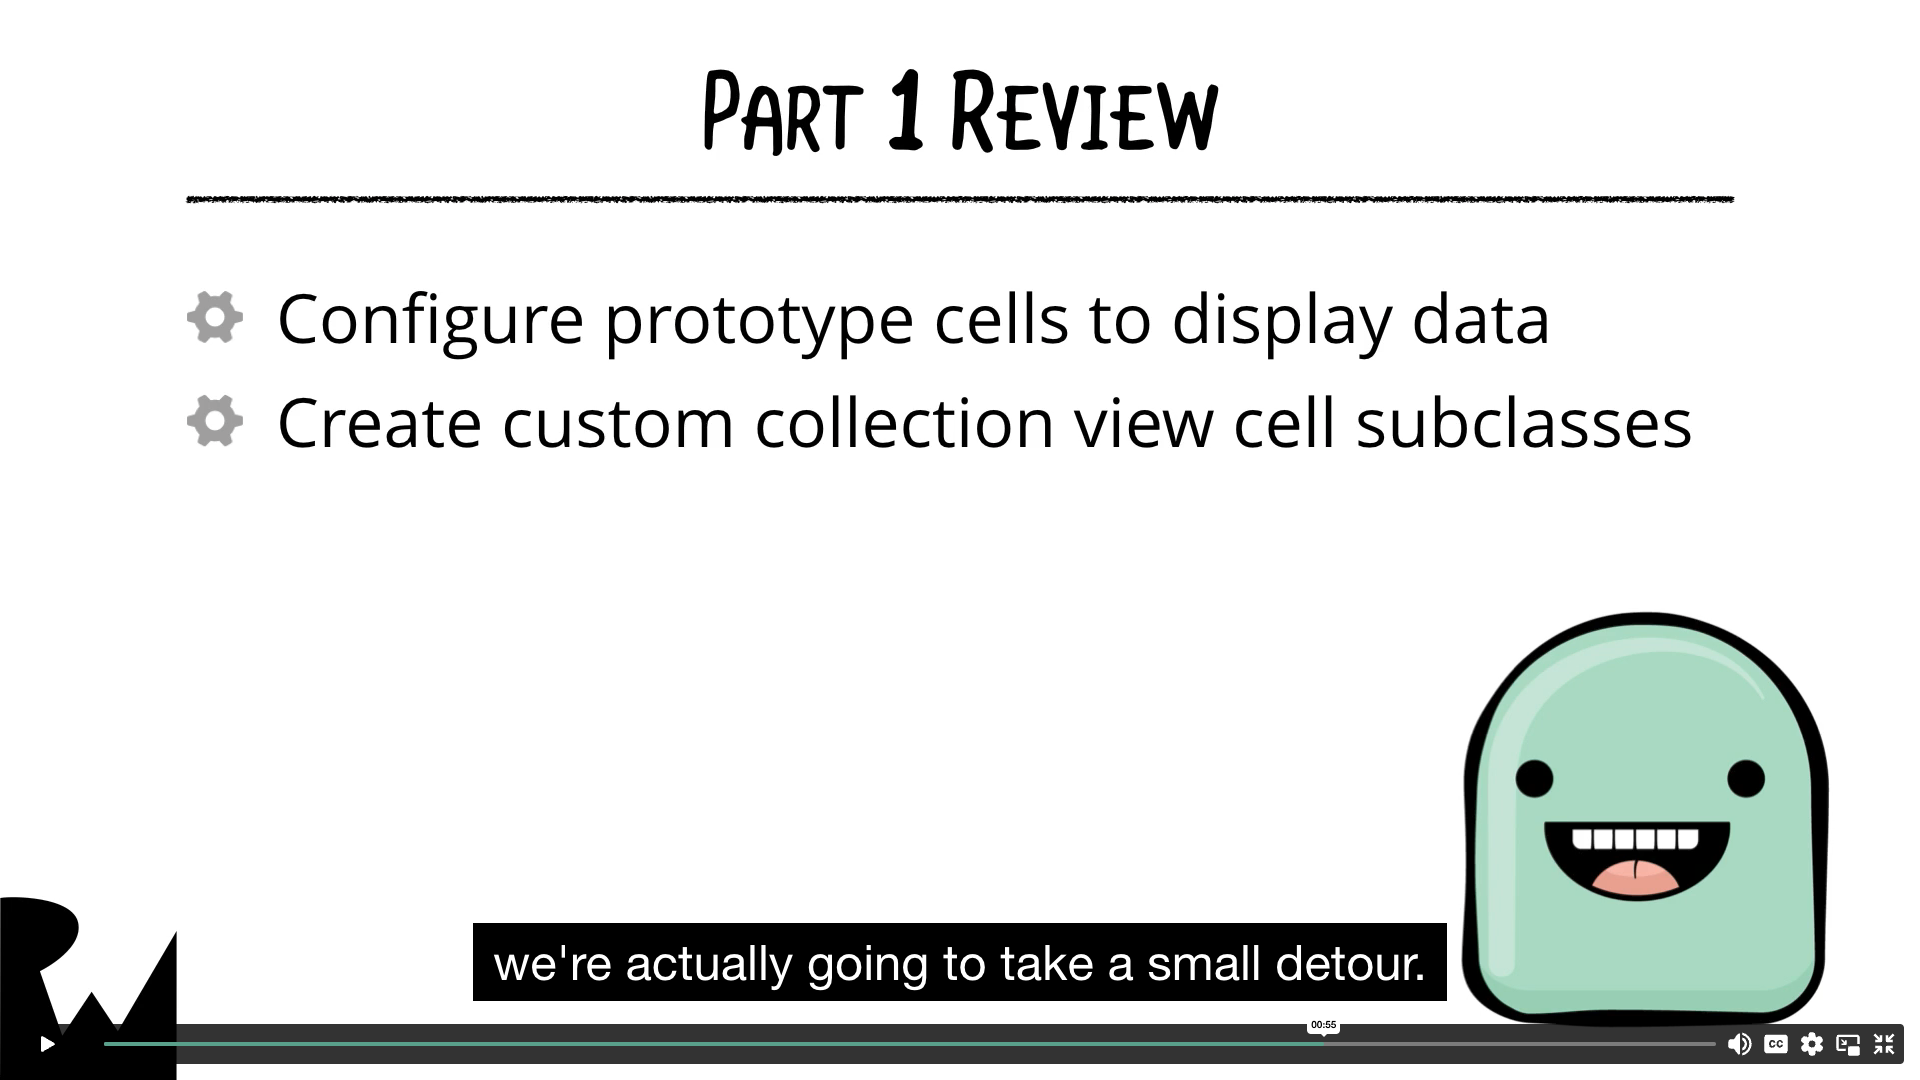 Part 1 Review
Configure prototype cells to display data
Create custom collection view cell subclasses
we're actually going to take a small detour.
00:55
CC